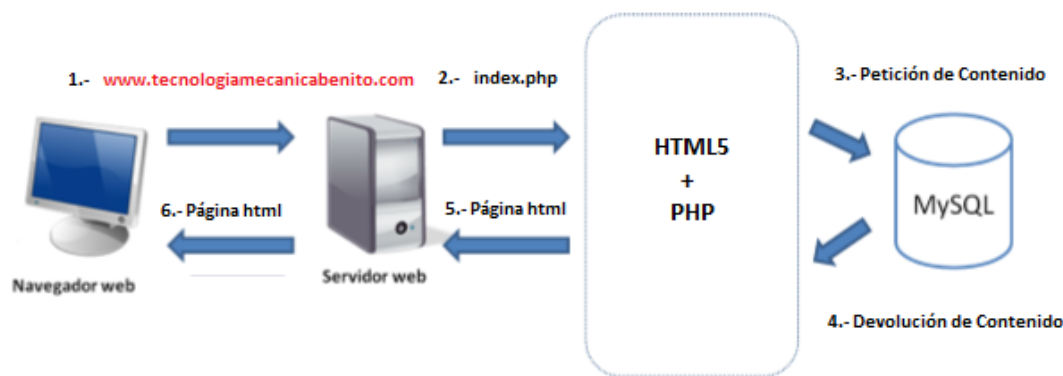 1.- www.tecnologiamecanicabenito.com
2.- index.php
3.- Petición de Contenido
HTML5
+
PHP
MySQL
6.- Página html
5.- Página html
Navegador web
Servidor web
4.- Devolución de Contenido